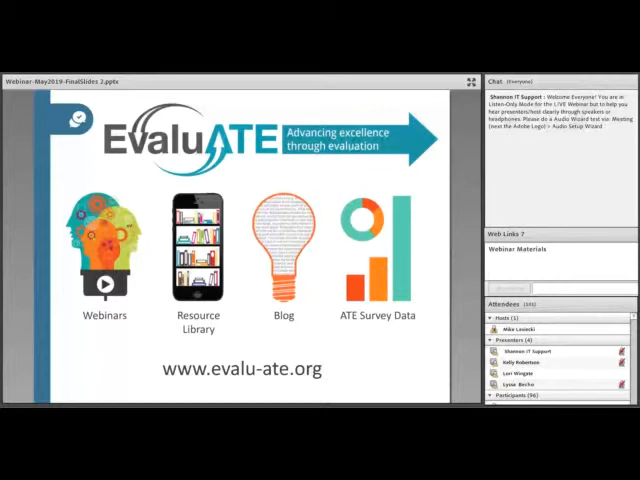 Webinar-May2019-FinalSlides 2.pptx
EvaluATE
Advancing excellence
through evaluation
Webinars
Resource
Library
Blog
ATE Survey Data
www.evalu-ate.org
Chat (Everyone)
Shannon IT Support : Welcome Everyone! You are in
Listen-Only Mode for the LIVE Webinar but to help you
hear presenters/host clearly through speakers or
headphones. Please do a Audio Wizard test via: Meeting
(next the Adobe Logo) > Audio Setup Wizard
Web Links 7
Webinar Materials
Attendees (101)
Hosts (1)
Mike Lesiecki
Presenters (4)
Shannon IT Support
Kelly Robertson
Lori Wingate
Lyssa Becho
Participants (96)